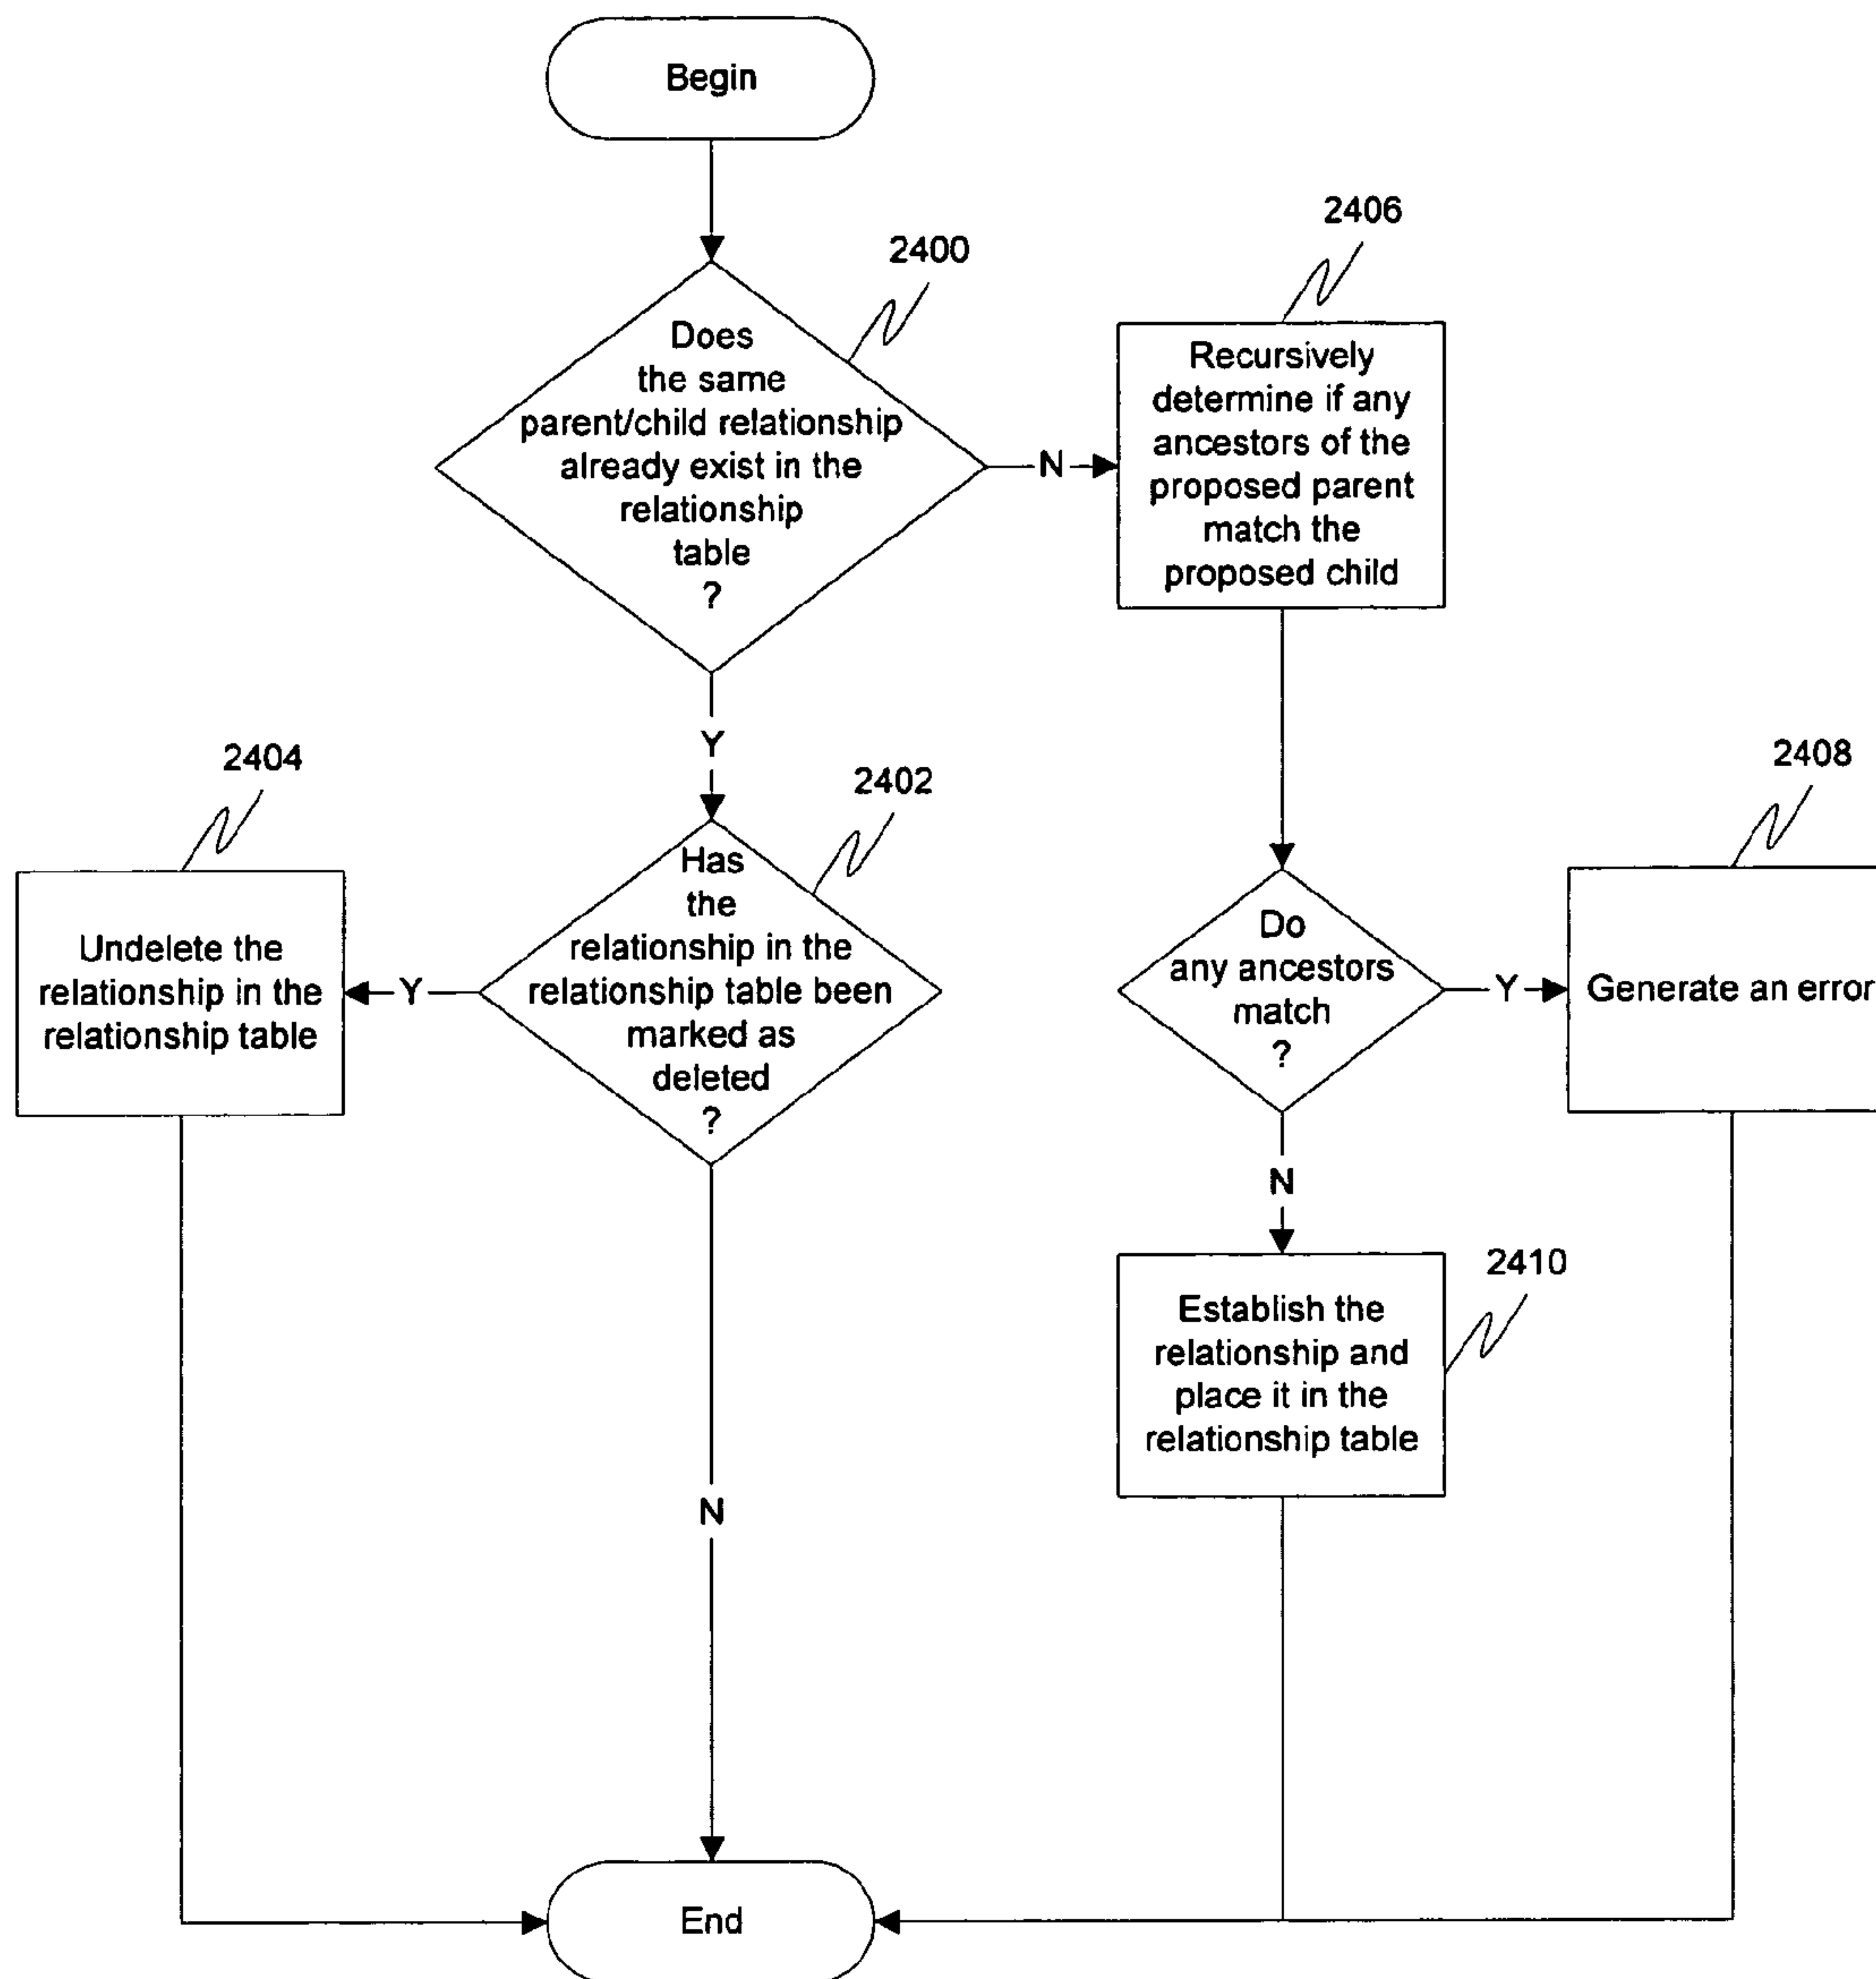 Begin
2400
Does
the same
parent/child relationship
already exist in the
relationship
table
?
N
2406
Recursively
determine if any
ancestors of the
proposed parent
match the
proposed child
Y
2404
Undelete the
relationship in the
relationship table
Y
2402
Has
the
relationship in the
relationship table been
marked as
deleted
?
Do
any ancestors
match
?
Y
2408
Generate an error
N
2410
Establish the
relationship and
place it in the
relationship table
N
End